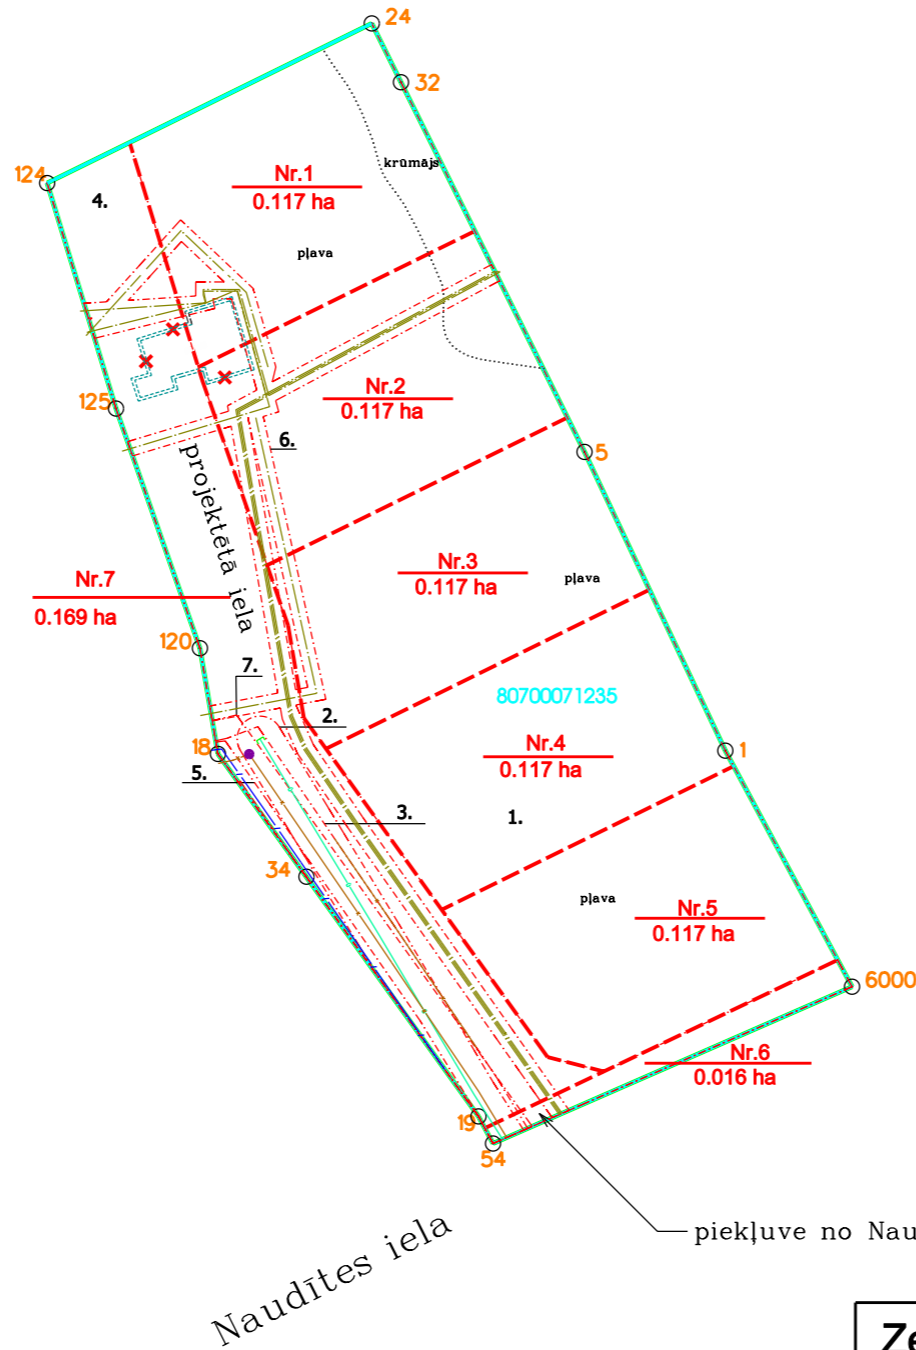 24
32
124
krūmājs
Nr.1
0.117 ha
4.
pļava
125
Nr.2
0.117 ha
6.
5
projektētā iela
Nr.3
0.117 ha
pļava
Nr.7
0.169 ha
120
7.
80700071235
2.
18
Nr.4
0.117 ha
1
5.
3.
1.
34
pļava
Nr.5
0.117 ha
6000
Nr.6
0.016 ha
19
54
piekļuve no Nau
Naudītes iela
Ze